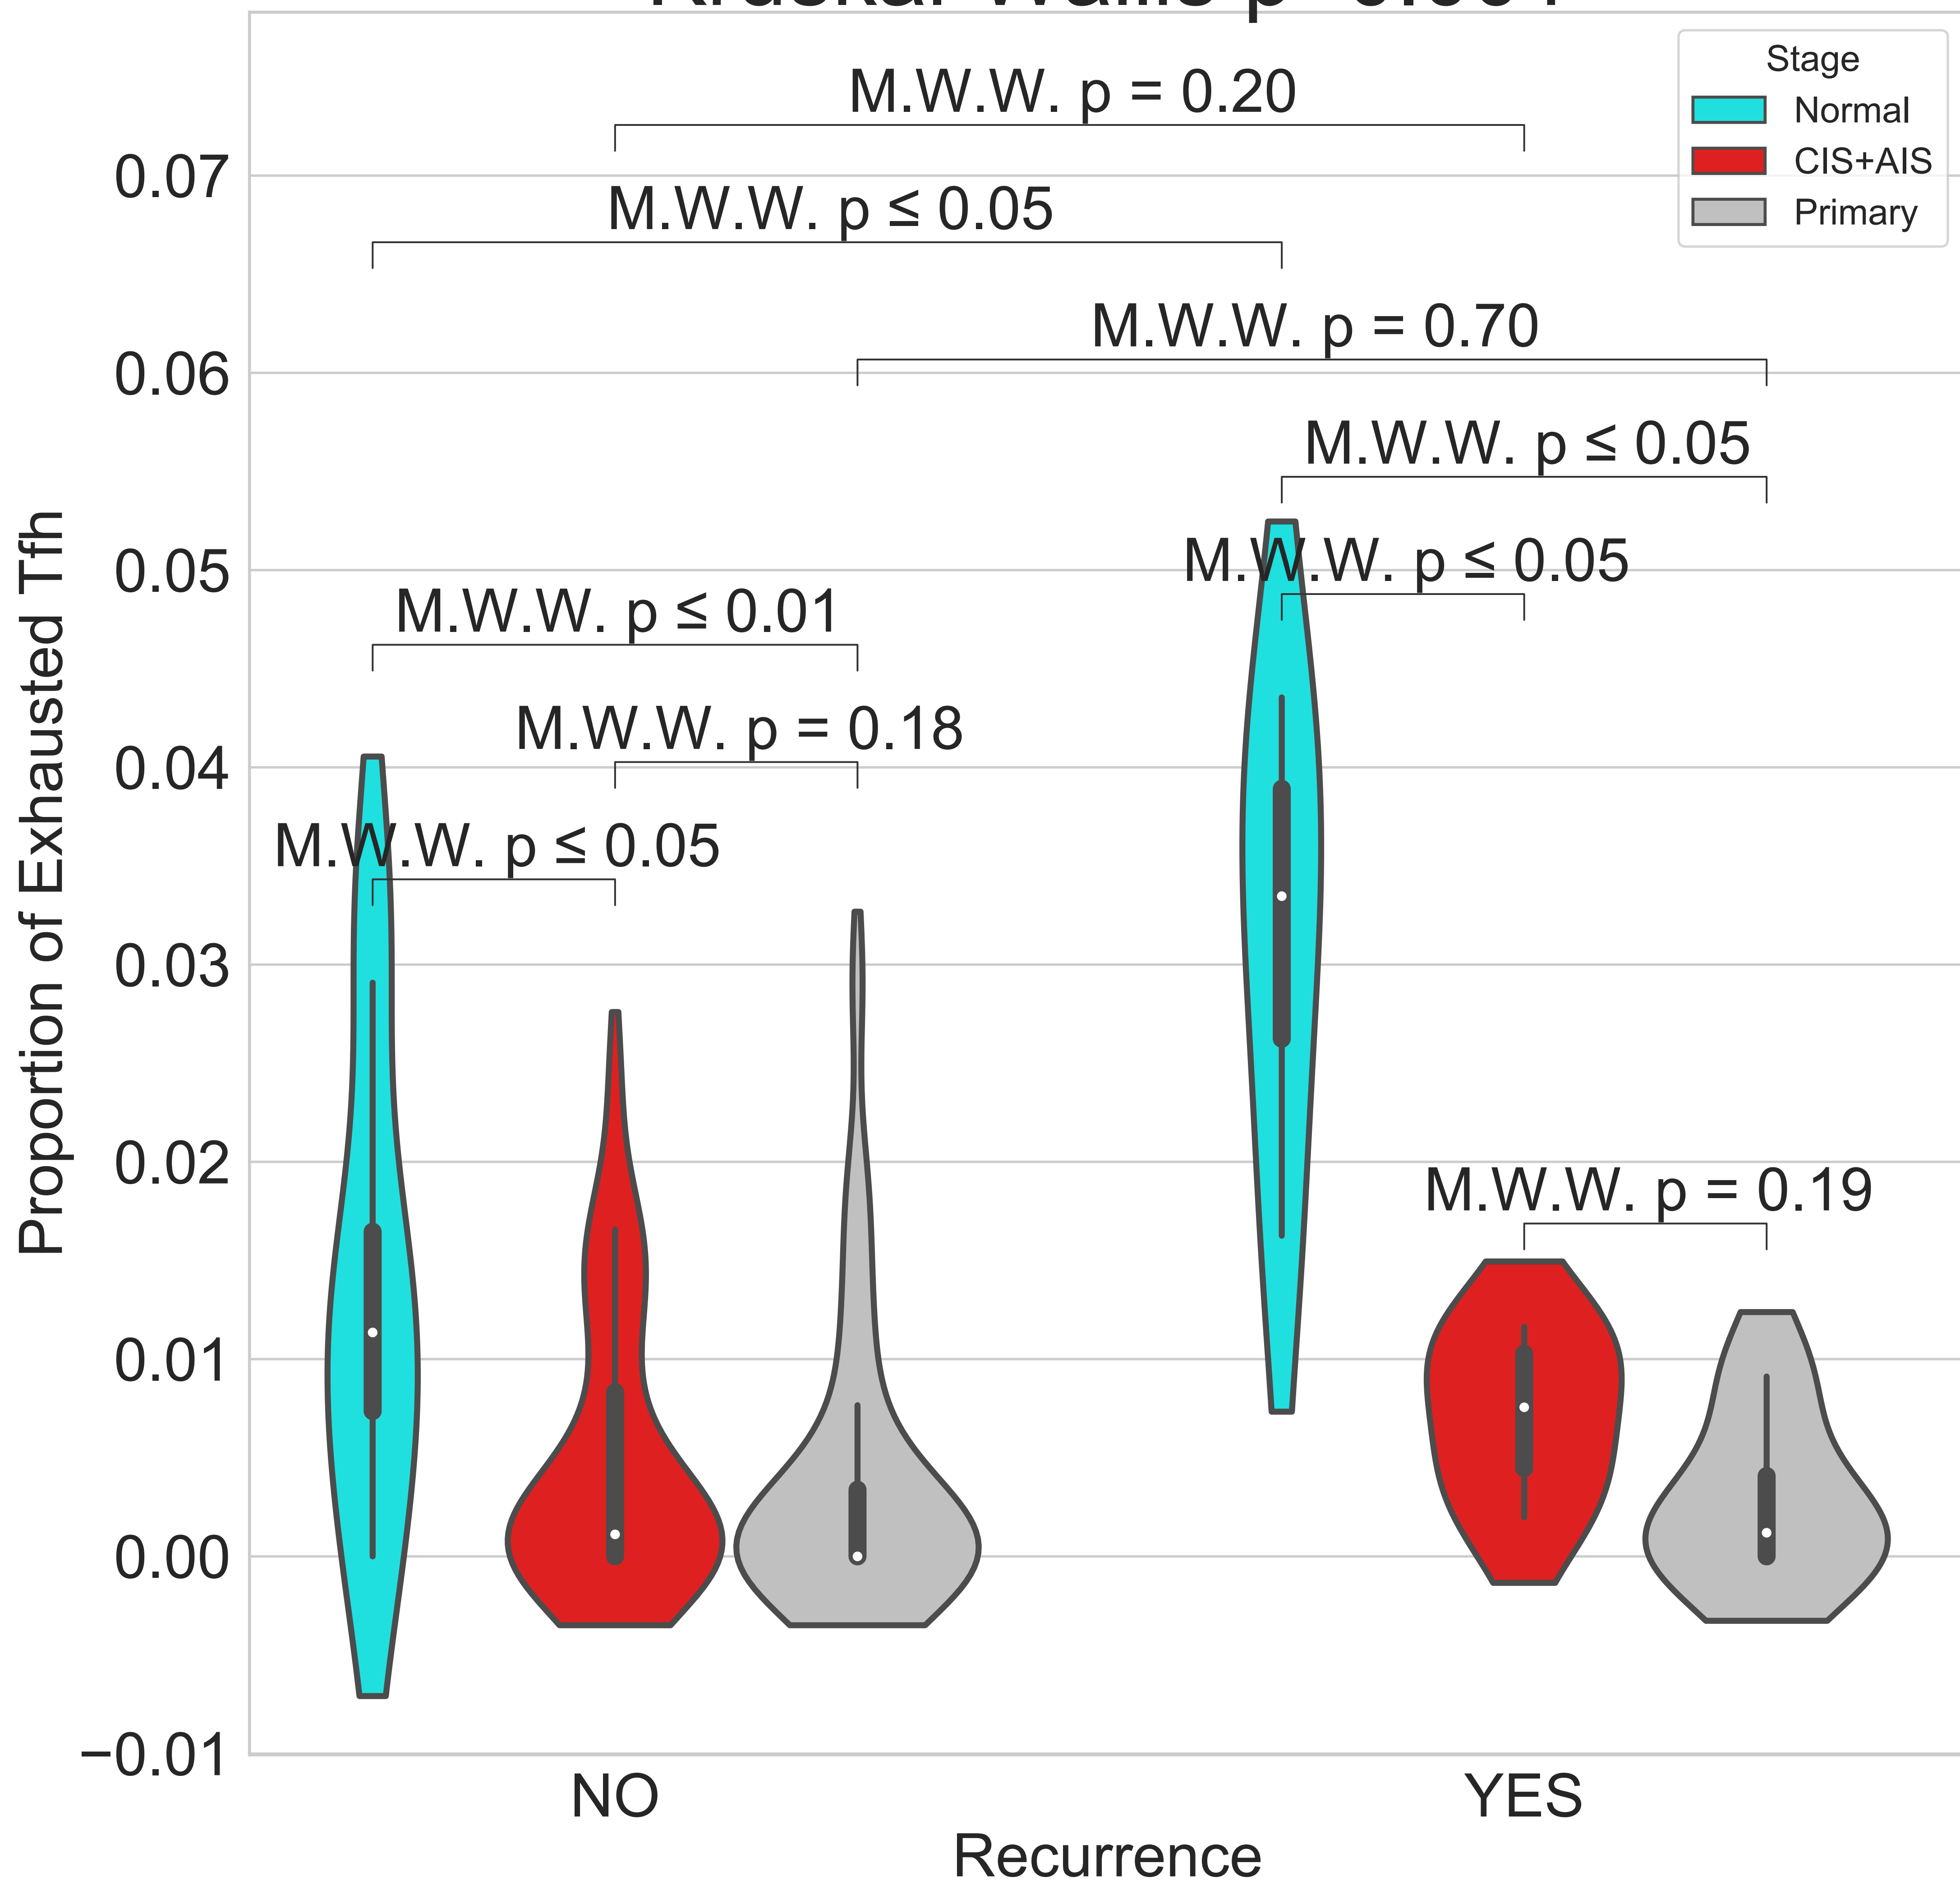 Stage
Normal
CIS+AIS
Primary
M.W.W. p = 0.20
M.W.W. p ≤ 0.05
M.W.W. p = 0.70
M.W.W. p ≤ 0.05
M.W.W. p ≤ 0.05
M.W.W. p ≤ 0.01
M.W.W. p = 0.18
M.W.W. p ≤ 0.05
M.W.W. p = 0.19
Proportion of Exhausted Tfh
0.07
0.06
0.05
0.04
0.03
0.02
0.01
0.00
−0.01
NO
YES
Recurrence